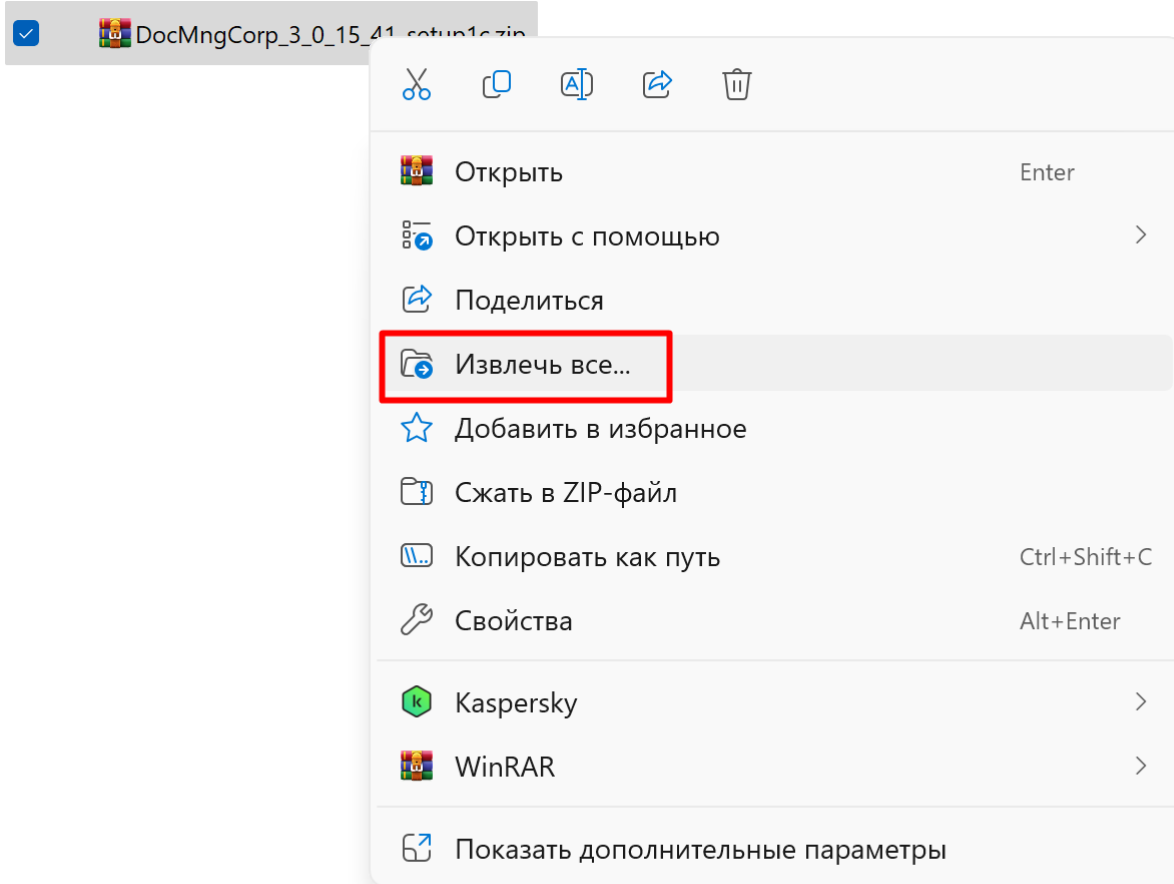 DocMngCorp_3_0_15_41_setup1c.zip
Открыть Enter
Открыть с помощью
Поделиться
Извлечь все...
Добавить в избранное
Сжать в ZIP-файл
Копировать как путь Ctrl+Shift+C
Свойства Alt+Enter
Kaspersky
WinRAR
Показать дополнительные параметры